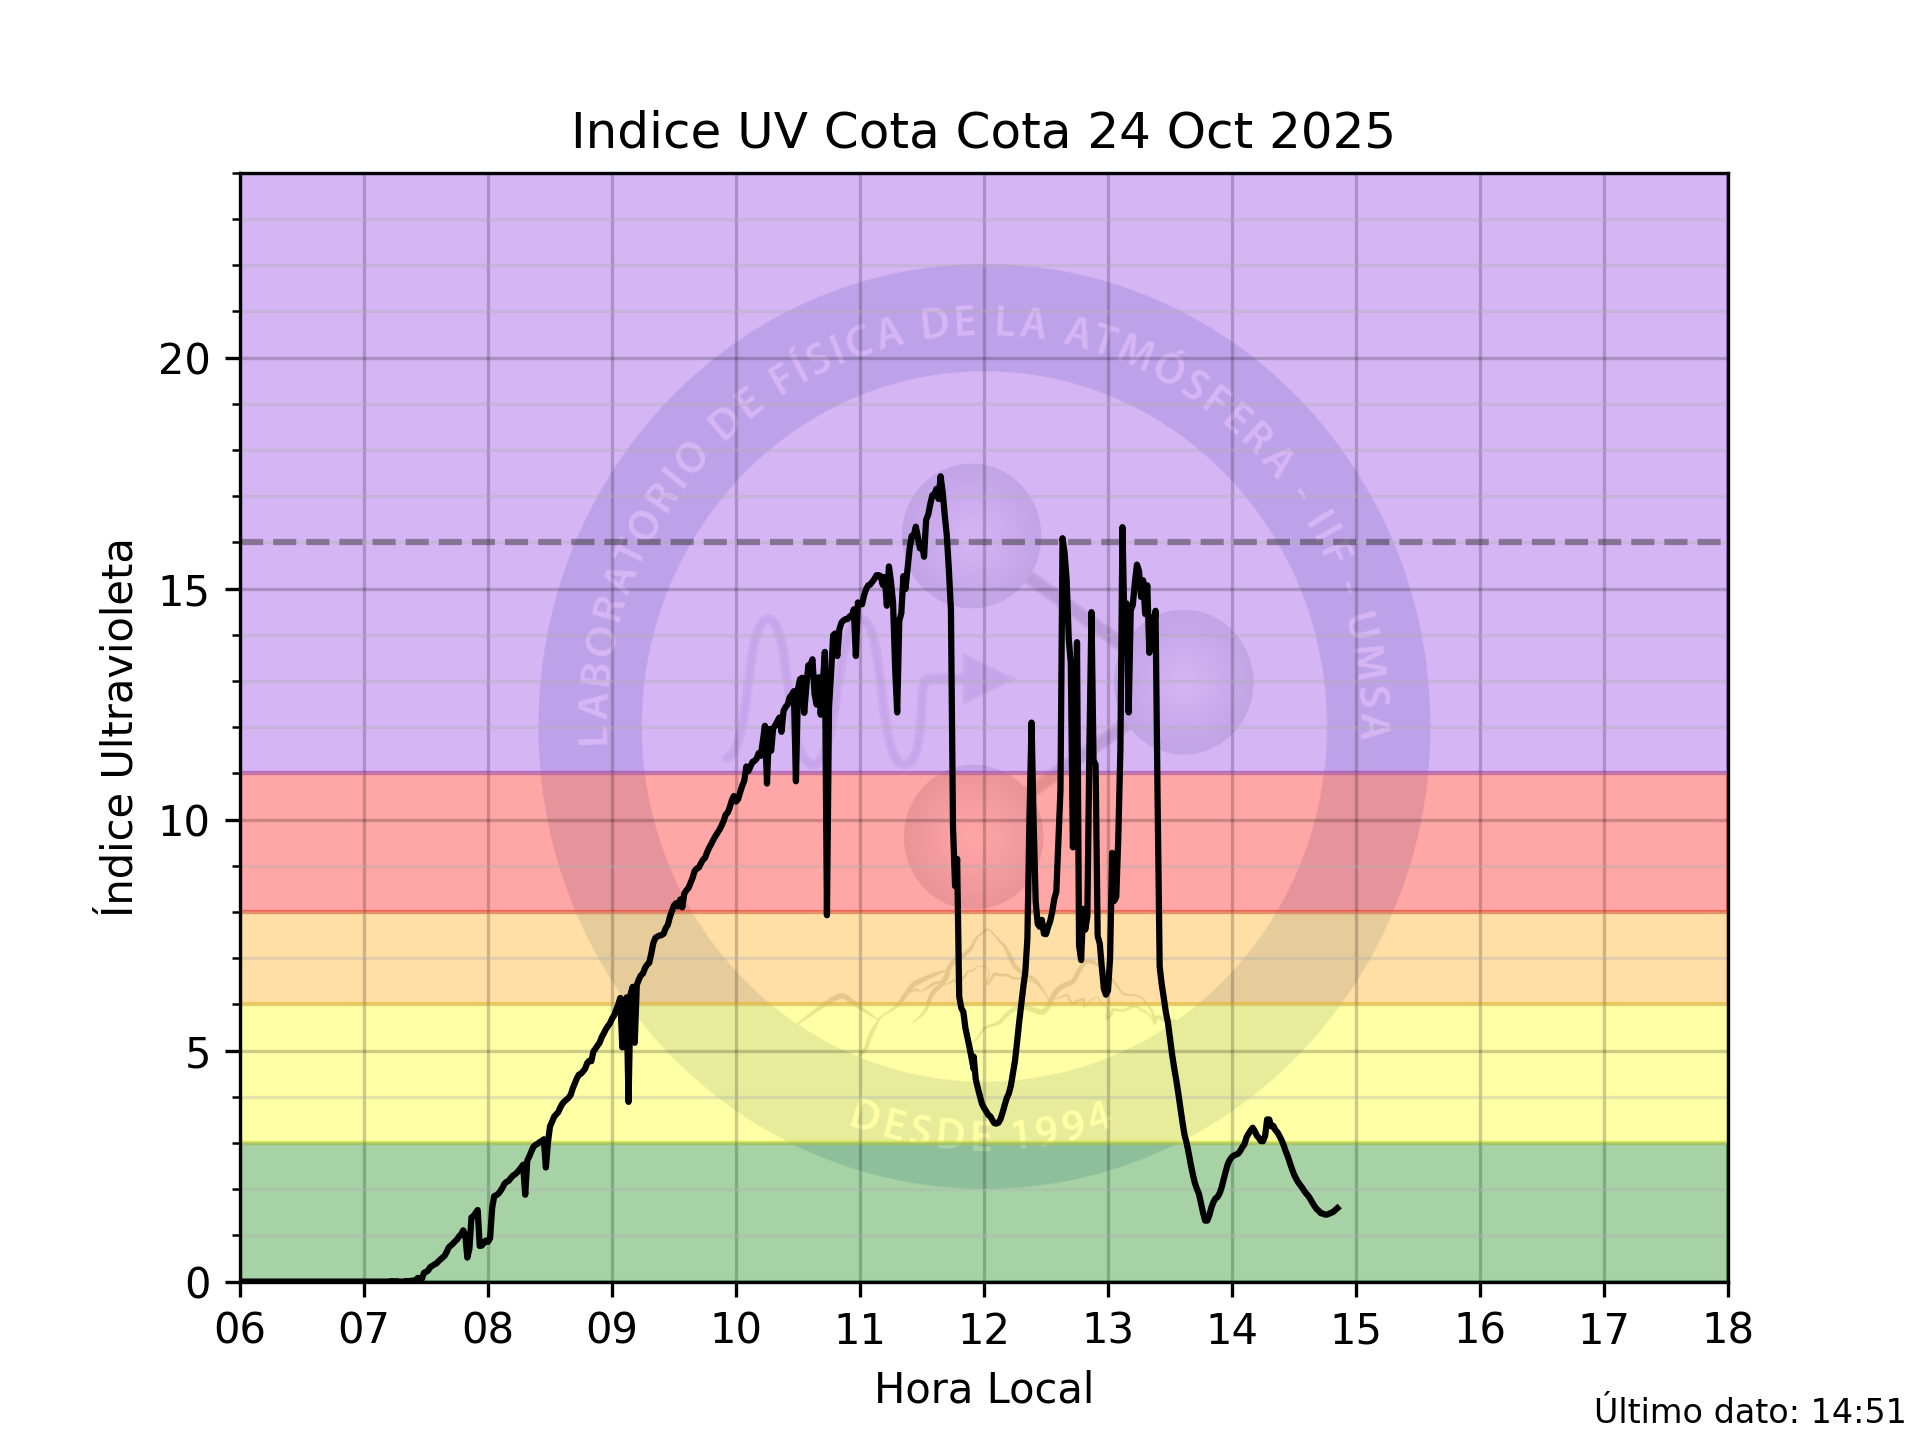 Indice UV Cota Cota 24 Oct 2025
LABORATORIO DE FÍSICA DE LA ATMÓSFERA - IIF - UMSA
DESDE 1994
Índice Ultravioleta
20
15
10
5
0
06 07 08 09 10 11 12 13 14 15 16 17 18
Hora Local
Último dato: 14:51